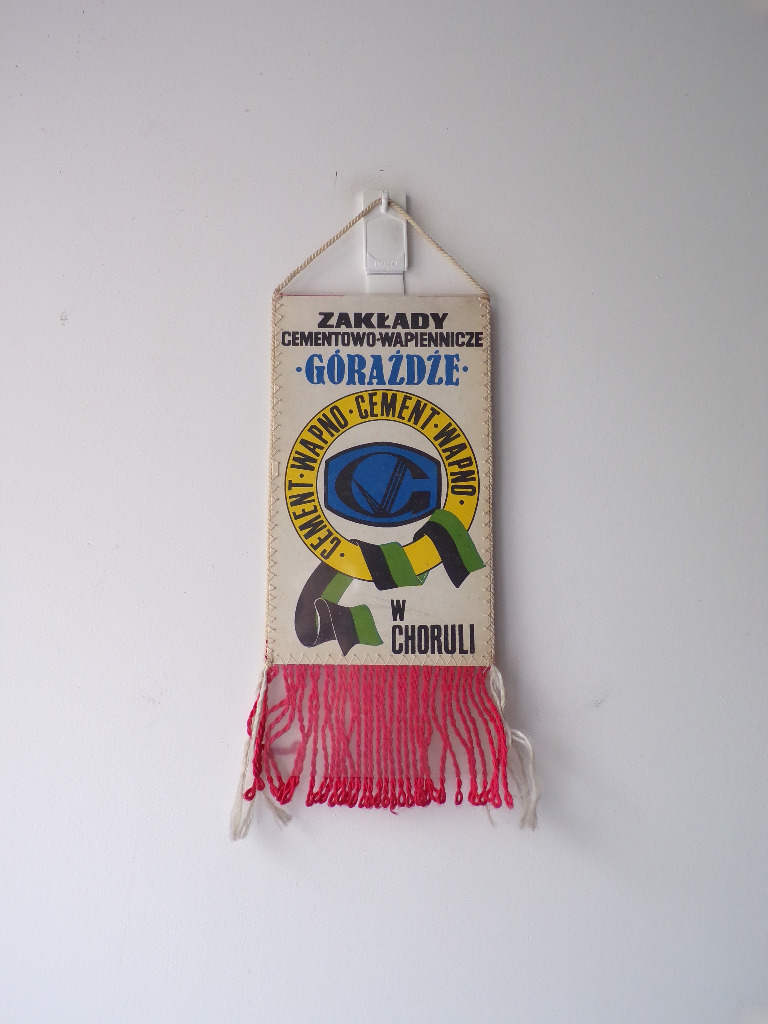 ZAKŁADY
CEMENTOWO-WAPIENNICZE
·GÓRAŻDŻE·
·CEMENT·WAPNO·CEMENT·WAPNO·
W
CHORULI